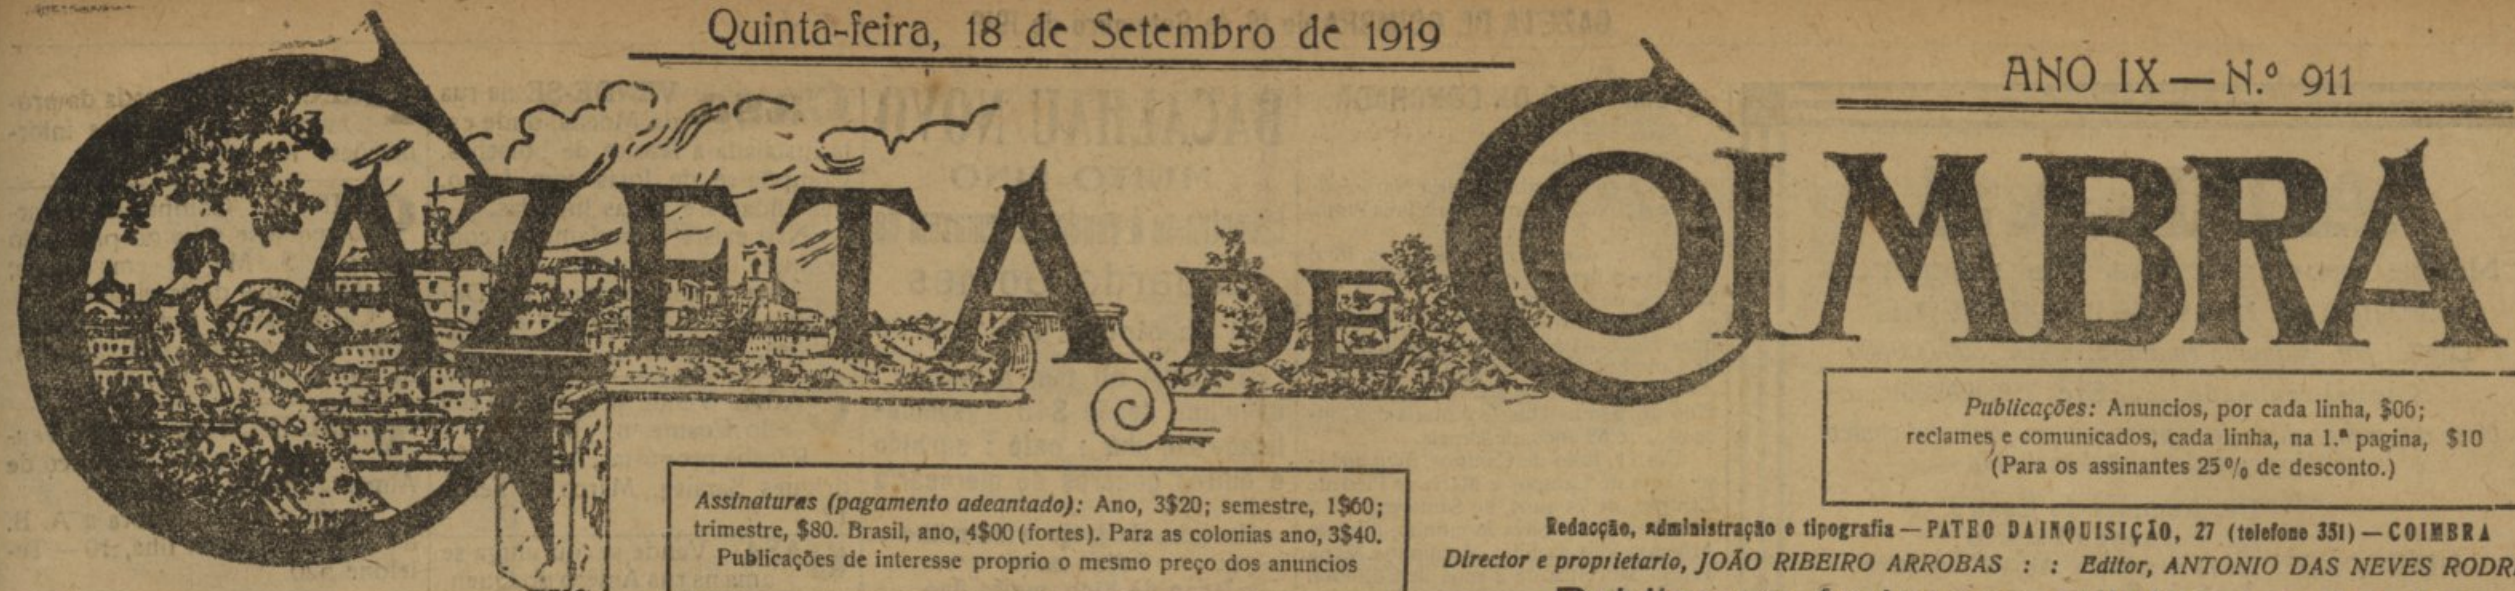 Quinta-feira, 18 de Setembro de 1919
ANO IX — N.º 911
GAZETA DE COIMBRA
Publicações: Anuncios, por cada linha, $06;
reclames e comunicados, cada linha, na 1.ª pagina, $10
(Para os assinantes 25% de desconto.)
Assinaturas (pagamento adeantado): Ano, 3$20; semestre, 1$60;
trimestre, $80. Brasil, ano, 4$00 (fortes). Para as colonias ano, 3$40.
Publicações de interesse proprio o mesmo preço dos anuncios
Redacção, administração e tipografia — PATEO DA INQUISIÇÃO, 27 (telefone 351) — COIMBRA
Director e proprietario, JOÃO RIBEIRO ARROBAS : : Editor, ANTONIO DAS NEVES RODR